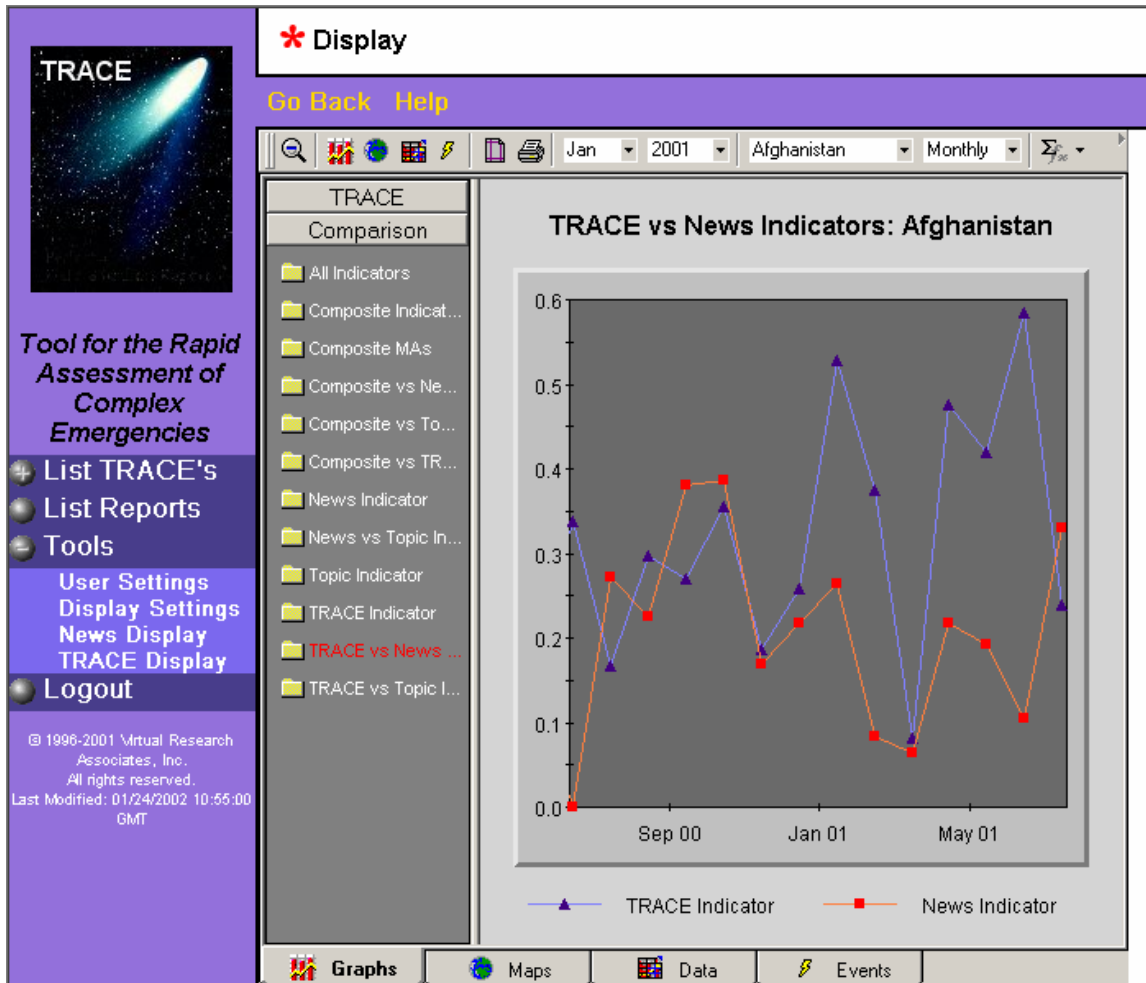 TRACE
Tool for the Rapid
Assessment of
Complex
Emergencies
List TRACE's
List Reports
Tools
User Settings
Display Settings
News Display
TRACE Display
Logout
© 1996-2001 Virtual Research
Associates, Inc.
All rights reserved.
Last Modified: 01/24/2002 10:55:00
GMT
* Display
Go Back Help
Jan 2001 Afghanistan Monthly
TRACE
Comparison
All Indicators
Composite Indicat...
Composite MAs
Composite vs Ne...
Composite vs To...
Composite vs TR...
News Indicator
News vs Topic In...
Topic Indicator
TRACE Indicator
TRACE vs News ...
TRACE vs Topic I...
TRACE vs News Indicators: Afghanistan
0.6
0.5
0.4
0.3
0.2
0.1
0.0
Sep 00 Jan 01 May 01
TRACE Indicator News Indicator
Graphs Maps Data Events